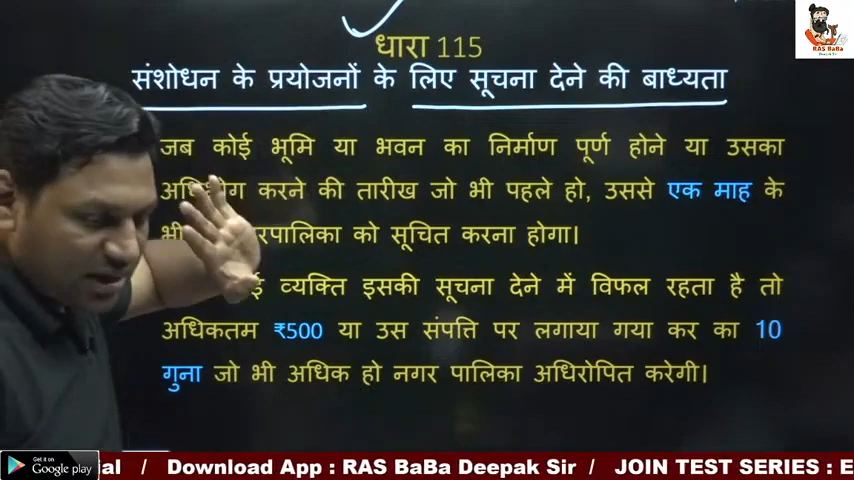 RAS BaBa
Deepak Sir
धारा 115
संशोधन के प्रयोजनों के लिए सूचना देने की बाध्यता
जब कोई भूमि या भवन का निर्माण पूर्ण होने या उसका
करने की तारीख जो भी पहले हो, उससे एक माह के
को सूचित करना होगा।
व्यक्ति इसकी सूचना देने में विफल रहता है तो
अधिकतम ₹500 या उस संपत्ति पर लगाया गया कर का 10
गुना जो भी अधिक हो नगर पालिका अधिरोपित करेगी।
Get it on
Google play
/ Download App : RAS BaBa Deepak Sir / JOIN TEST SERIES :